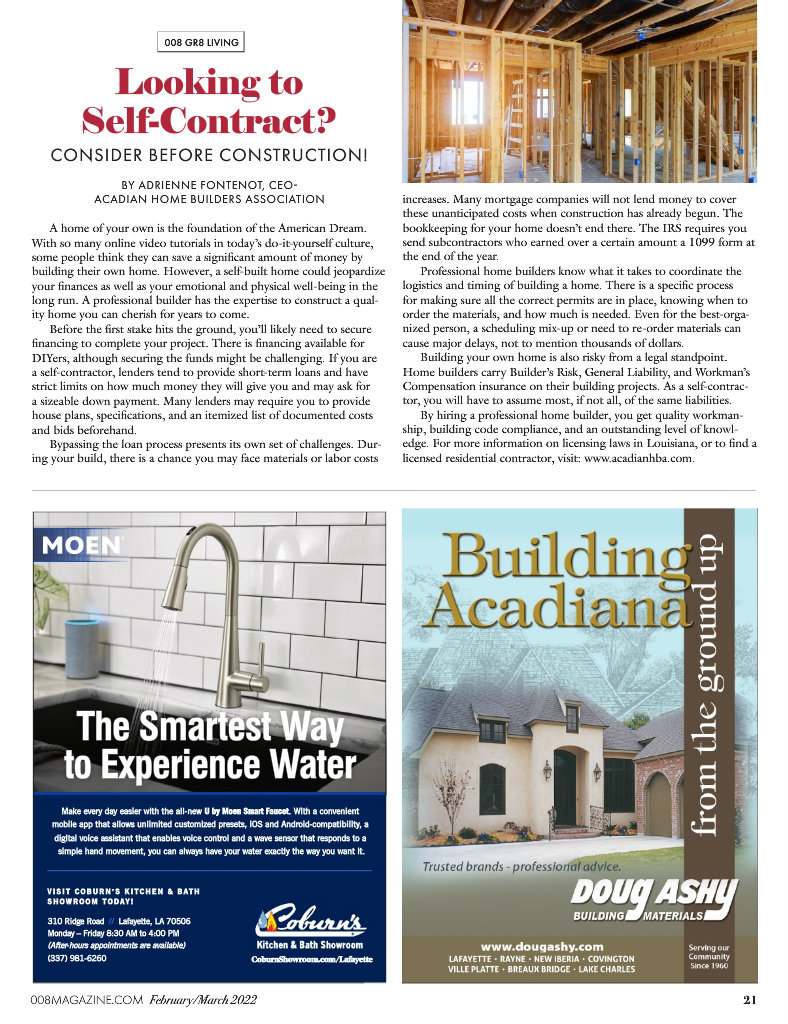 008 GR8 LIVING
Looking to
Self-Contract?
CONSIDER BEFORE CONSTRUCTION!
BY ADRIENNE FONTENOT, CEO-
ACADIAN HOME BUILDERS ASSOCIATION
A home of your own is the foundation of the American Dream.
With so many online video tutorials in today's do-it-yourself culture,
some people think they can save a significant amount of money by
building their own home. However, a self-built home could jeopardize
your finances as well as your emotional and physical well-being in the
long run. A professional builder has the expertise to construct a qual-
ity home you can cherish for years to come.
Before the first stake hits the ground, you'll likely need to secure
financing to complete your project. There is financing available for
DIYers, although securing the funds might be challenging. If you are
a self-contractor, lenders tend to provide short-term loans and have
strict limits on how much money they will give you and may ask for
a sizeable down payment. Many lenders may require you to provide
house plans, specifications, and an itemized list of documented costs
and bids beforehand.
Bypassing the loan process presents its own set of challenges. Dur-
ing your build, there is a chance you may face materials or labor costs
increases. Many mortgage companies will not lend money to cover
these unanticipated costs when construction has already begun. The
bookkeeping for your home doesn't end there. The IRS requires you
send subcontractors who earned over a certain amount a 1099 form at
the end of the year.
Professional home builders know what it takes to coordinate the
logistics and timing of building a home. There is a specific process
for making sure all the correct permits are in place, knowing when to
order the materials, and how much is needed. Even for the best-orga-
nized person, a scheduling mix-up or need to re-order materials can
cause major delays, not to mention thousands of dollars.
Building your own home is also risky from a legal standpoint.
Home builders carry Builder's Risk, General Liability, and Workman's
Compensation insurance on their building projects. As a self-contrac-
tor, you will have to assume most, if not all, of the same liabilities.
By hiring a professional home builder, you get quality workman-
ship, building code compliance, and an outstanding level of knowl-
edge. For more information on licensing laws in Louisiana, or to find a
licensed residential contractor, visit: www.acadianhba.com.
MOEN
The Smartest Way
to Experience Water
Make every day easier with the all-new U by Moen Smart Faucet. With a convenient
mobile app that allows unlimited customized presets, iOS and Android-compatibility, a
digital voice assistant that enables voice control and a wave sensor that responds to a
simple hand movement, you can always have your water exactly the way you want it.
VISIT COBURN'S KITCHEN & BATH
SHOWROOM TODAY!
310 Ridge Road // Lafayette, LA 70506
Monday – Friday 8:30 AM to 4:00 PM
(After-hours appointments are available)
(337) 981-6260
Coburn's
Kitchen & Bath Showroom
CoburnShowroom.com/Lafayette
Building
Acadiana
from the ground up
Trusted brands - professional advice.
DOUG ASHY
BUILDING MATERIALS
www.dougashy.com
LAFAYETTE • RAYNE • NEW IBERIA • COVINGTON
VILLE PLATTE • BREAUX BRIDGE • LAKE CHARLES
Serving our
Community
Since 1960
008MAGAZINE.COM February/March 2022
21